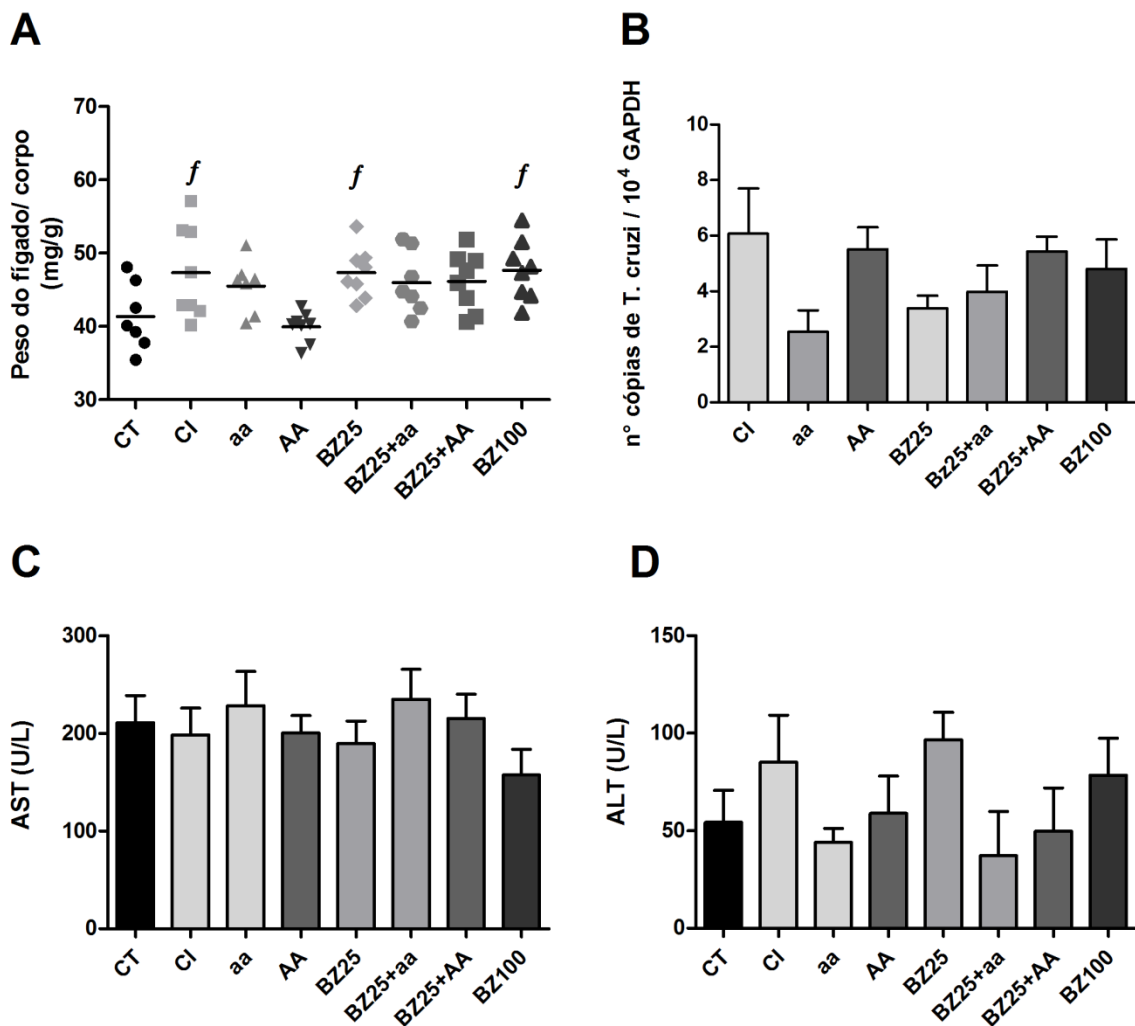 A
Peso do fígado/ corpo
(mg/g)
70
60
50
40
30
f
f
f
CT
CI
aa
AA
BZ25
BZ25+aa
BZ25+AA
BZ100
B
n° cópias de T. cruzi / 10⁴ GAPDH
10
8
6
4
2
0
CI
aa
AA
BZ25
Bz25+aa
BZ25+AA
BZ100
C
AST (U/L)
300
200
100
0
CT
CI
aa
AA
BZ25
BZ25+aa
BZ25+AA
BZ100
D
ALT (U/L)
150
100
50
0
CT
CI
aa
AA
BZ25
BZ25+aa
BZ25+AA
BZ100